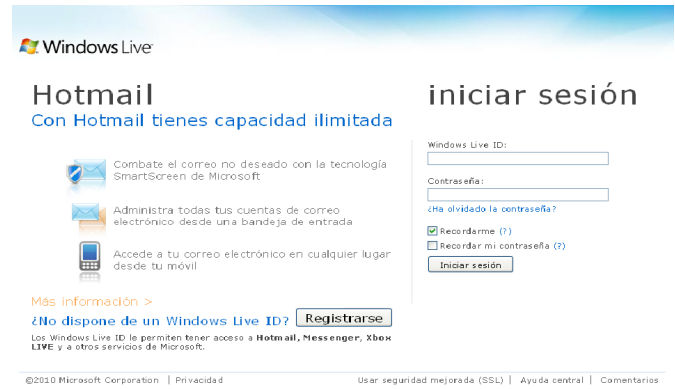 Windows Live
Hotmail
Con Hotmail tienes capacidad ilimitada
Combate el correo no deseado con la tecnología
SmartScreen de Microsoft
Administra todas tus cuentas de correo
electrónico desde una bandeja de entrada
Accede a tu correo electrónico en cualquier lugar
desde tu móvil
Más información >
¿No dispone de un Windows Live ID? Registrarse
Los Windows Live ID le permiten tener acceso a Hotmail, Messenger, Xbox
LIVE y a otros servicios de Microsoft.
iniciar sesión
Windows Live ID:
Contraseña:
¿Ha olvidado la contraseña?
Recordarme (?)
Recordar mi contraseña (?)
Iniciar sesión
©2010 Microsoft Corporation | Privacidad
Usar seguridad mejorada (SSL) | Ayuda central | Comentarios